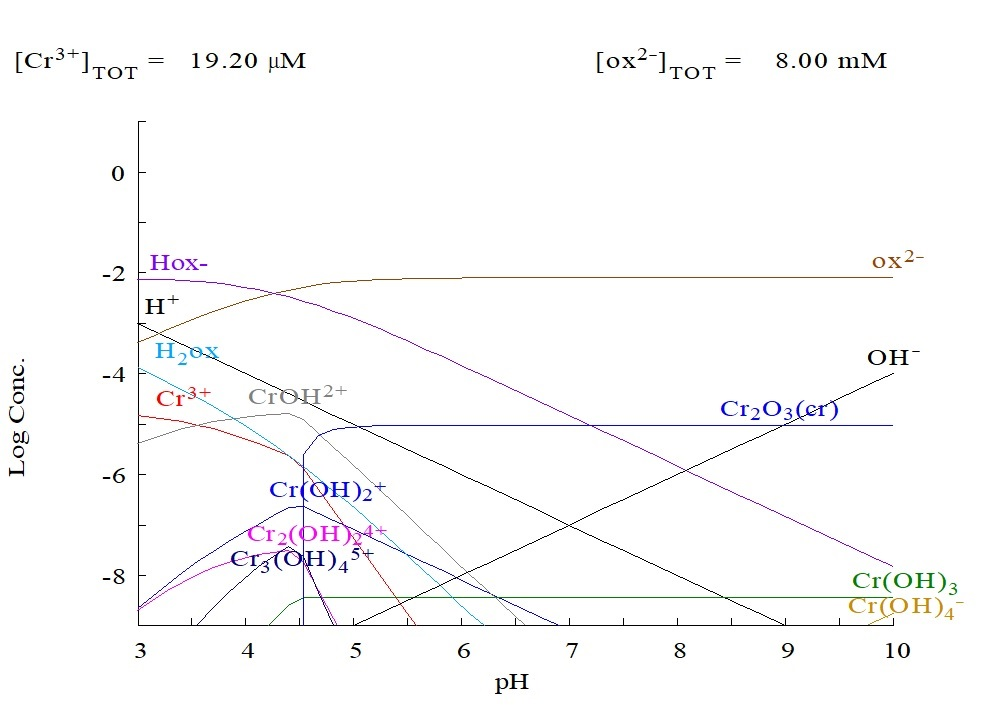 [Cr³⁺]TOT = 19.20 μM [ox²⁻]TOT = 8.00 mM
0
Hox- ox²⁻
-2
H⁺
H₂ox OH⁻
-4
Cr³⁺ CrOH²⁺
Cr₂O₃(cr)
Log Conc.
-6
Cr(OH)₂⁺
Cr₂(OH)₂⁴⁺
Cr₃(OH)₄⁵⁺
-8 Cr(OH)₃
Cr(OH)₄⁻
3 4 5 6 7 8 9 10
pH